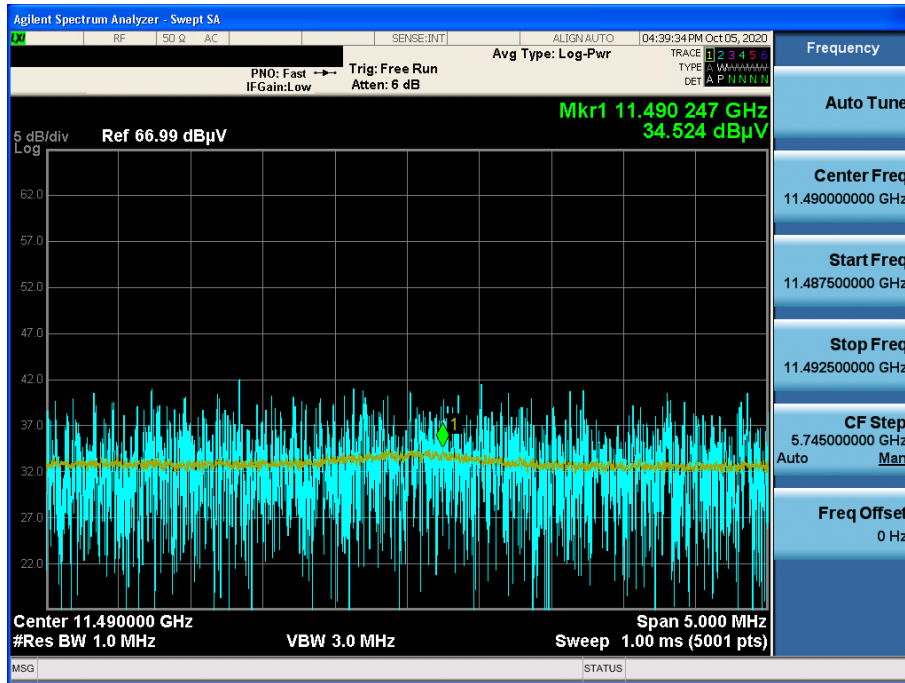 Agilent Spectrum Analyzer - Swept SA
LXI RF 50 Ω AC SENSE:INT ALIGN AUTO 04:39:34 PM Oct 05, 2020
Frequency
PNO: Fast IFGain:Low
Trig: Free Run
Atten: 6 dB
Avg Type: Log-Pwr
TRACE 1 2 3 4 5 6
TYPE A WWWWW
DET A P N N N N
Auto Tune
Mkr1 11.490 247 GHz
34.524 dBµV
5 dB/div Ref 66.99 dBµV
Log
62.0
57.0
52.0
47.0
42.0
37.0
32.0
27.0
22.0
1
Center Freq
11.490000000 GHz
Start Freq
11.487500000 GHz
Stop Freq
11.492500000 GHz
CF Step
5.745000000 GHz
Auto Man
Freq Offset
0 Hz
Center 11.490000 GHz Span 5.000 MHz
#Res BW 1.0 MHz VBW 3.0 MHz Sweep 1.00 ms (5001 pts)
MSG STATUS